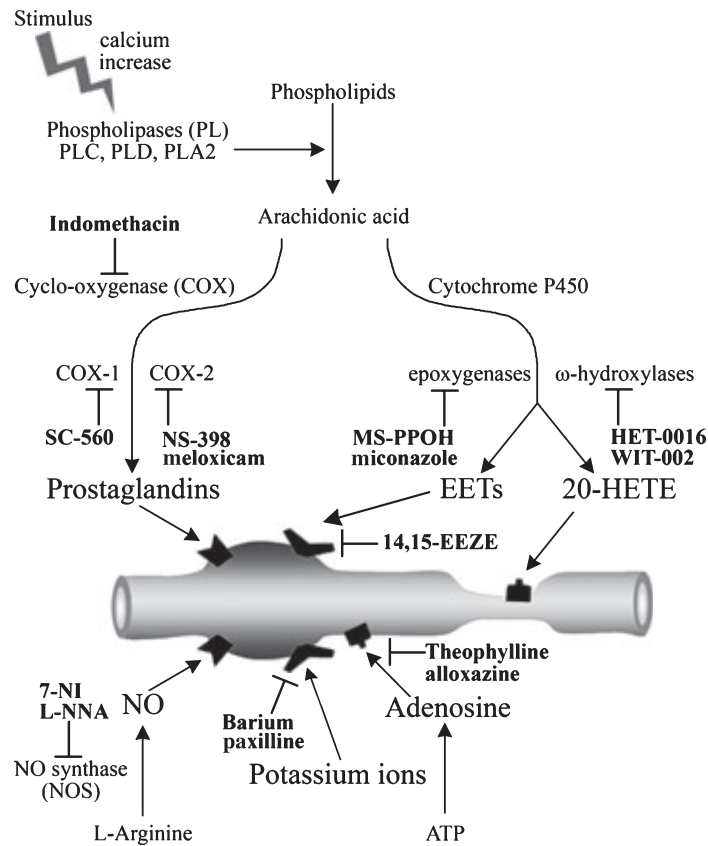 Stimulus
calcium
increase
Phospholipids
Phospholipases (PL)
PLC, PLD, PLA2
Arachidonic acid
Indomethacin
Cyclo-oxygenase (COX)
Cytochrome P450
COX-1
COX-2
epoxygenases
ω-hydroxylases
SC-560
NS-398
meloxicam
MS-PPOH
miconazole
HET-0016
WIT-002
Prostaglandins
EETs
20-HETE
14,15-EEZE
Theophylline
alloxazine
7-NI
L-NNA
NO
Barium
paxilline
Adenosine
NO synthase
(NOS)
Potassium ions
L-Arginine
ATP